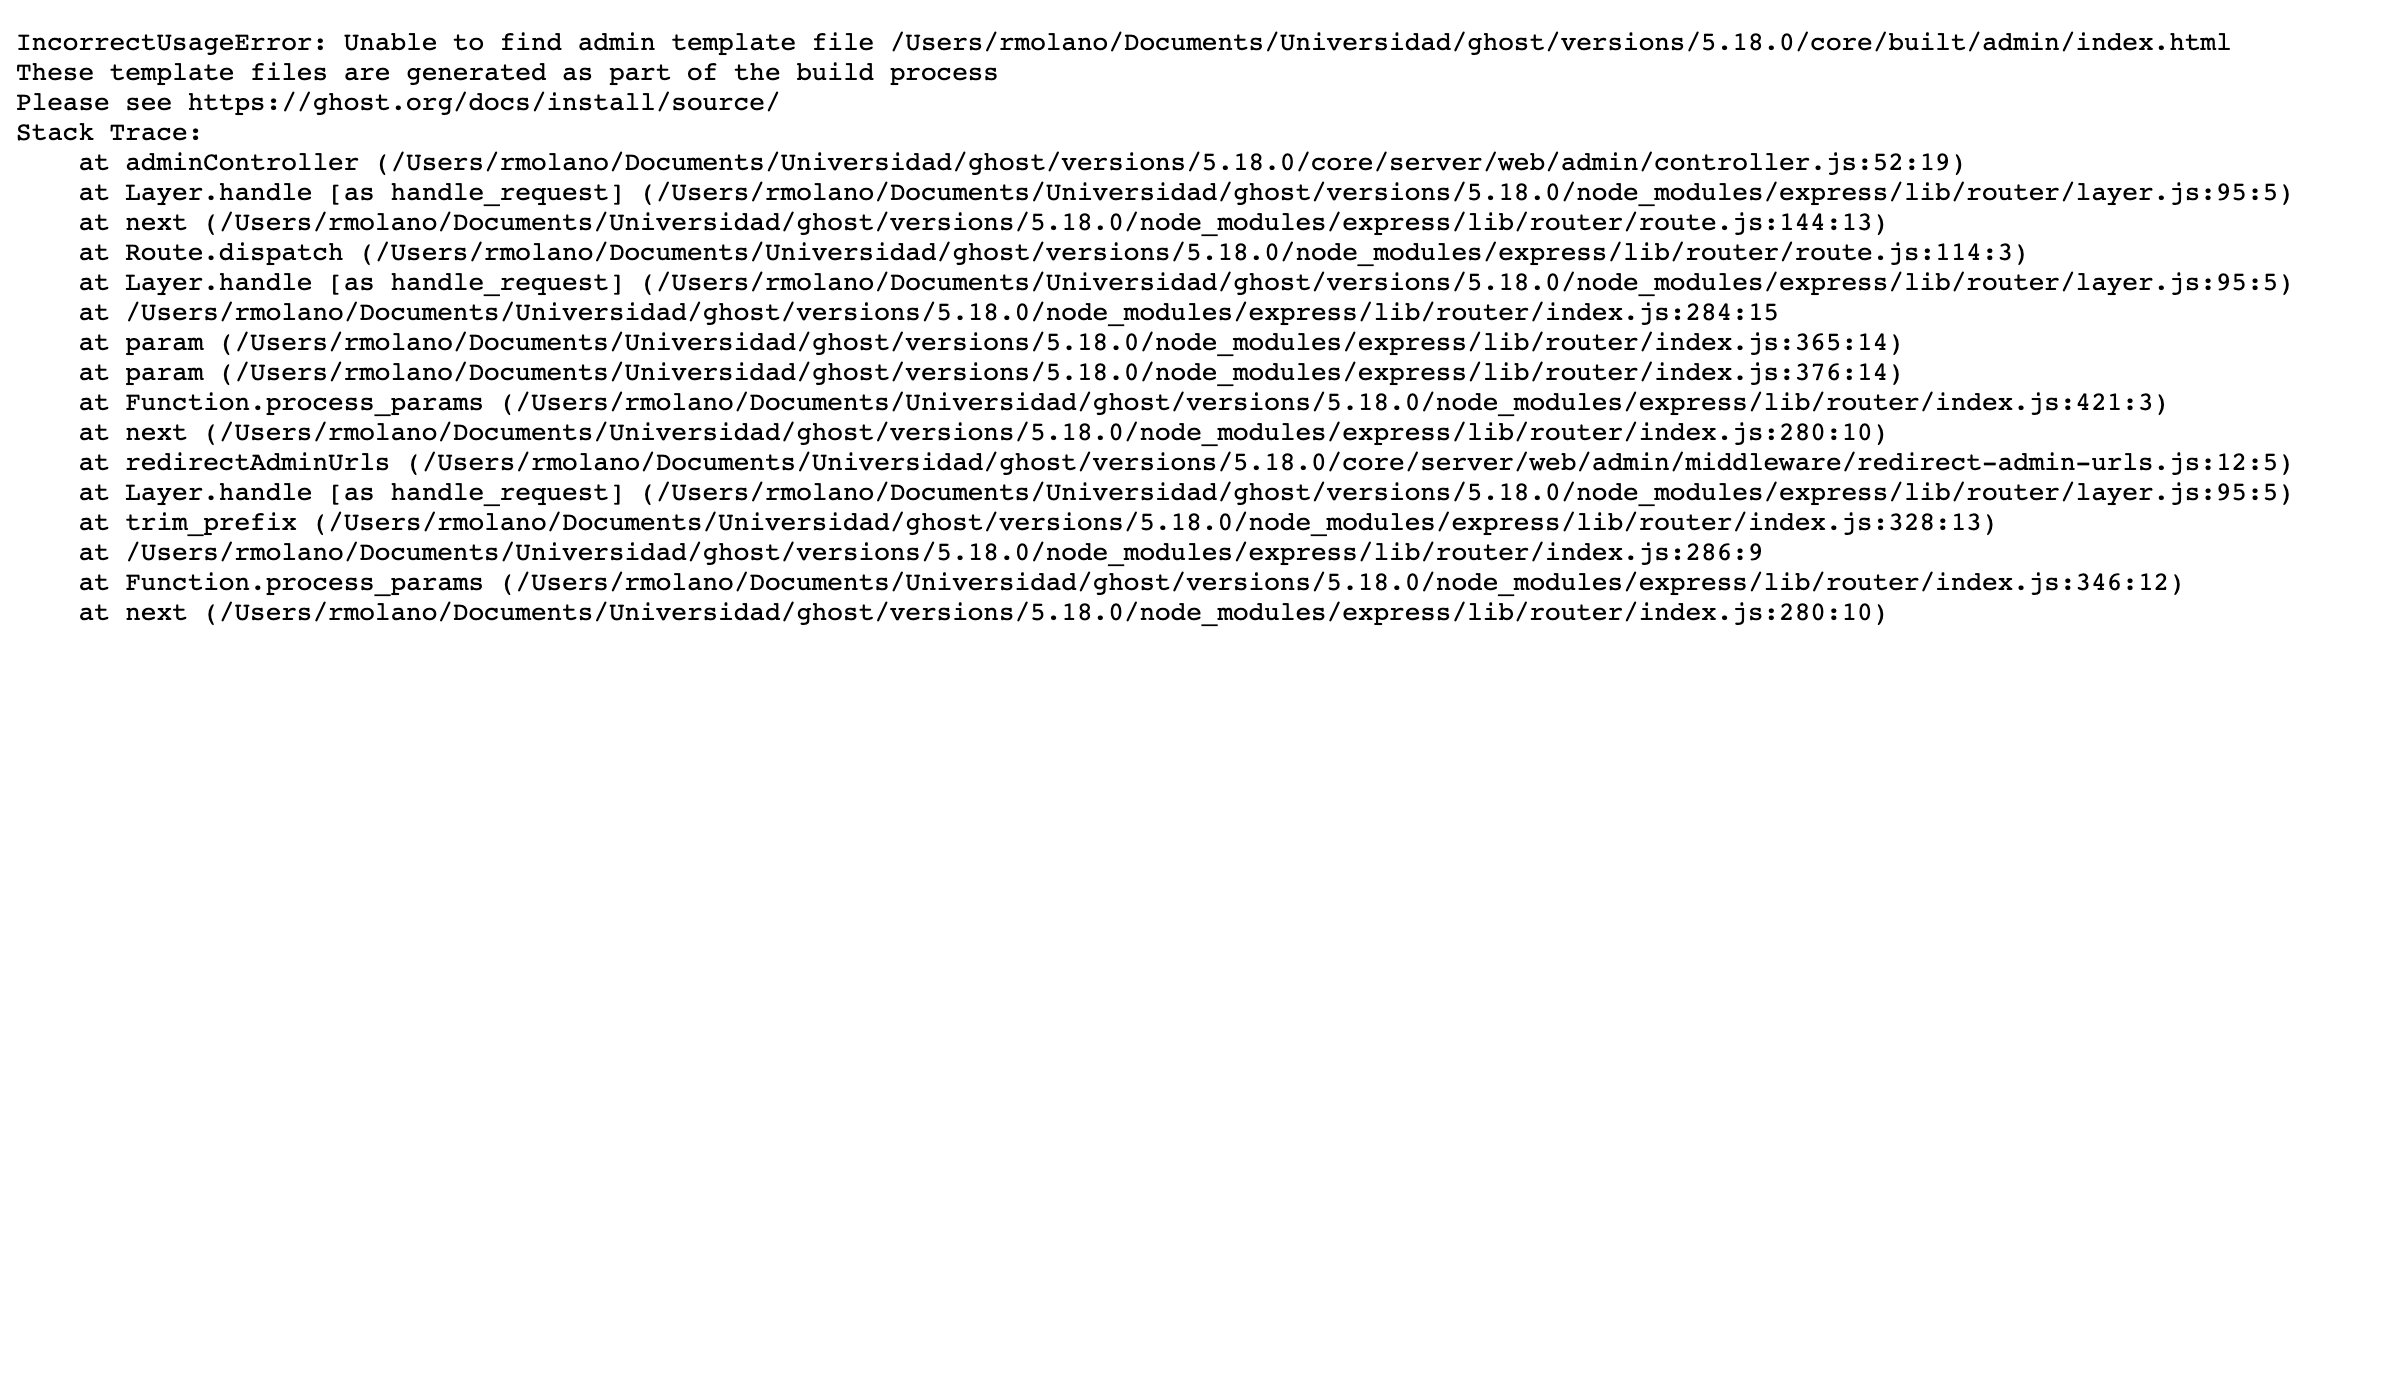 IncorrectUsageError: Unable to find admin template file /Users/rmolano/Documents/Universidad/ghost/versions/5.18.0/core/built/admin/index.html
These template files are generated as part of the build process
Please see https://ghost.org/docs/install/source/
Stack Trace:
    at adminController (/Users/rmolano/Documents/Universidad/ghost/versions/5.18.0/core/server/web/admin/controller.js:52:19)
    at Layer.handle [as handle_request] (/Users/rmolano/Documents/Universidad/ghost/versions/5.18.0/node_modules/express/lib/router/layer.js:95:5)
    at next (/Users/rmolano/Documents/Universidad/ghost/versions/5.18.0/node_modules/express/lib/router/route.js:144:13)
    at Route.dispatch (/Users/rmolano/Documents/Universidad/ghost/versions/5.18.0/node_modules/express/lib/router/route.js:114:3)
    at Layer.handle [as handle_request] (/Users/rmolano/Documents/Universidad/ghost/versions/5.18.0/node_modules/express/lib/router/layer.js:95:5)
    at /Users/rmolano/Documents/Universidad/ghost/versions/5.18.0/node_modules/express/lib/router/index.js:284:15
    at param (/Users/rmolano/Documents/Universidad/ghost/versions/5.18.0/node_modules/express/lib/router/index.js:365:14)
    at param (/Users/rmolano/Documents/Universidad/ghost/versions/5.18.0/node_modules/express/lib/router/index.js:376:14)
    at Function.process_params (/Users/rmolano/Documents/Universidad/ghost/versions/5.18.0/node_modules/express/lib/router/index.js:421:3)
    at next (/Users/rmolano/Documents/Universidad/ghost/versions/5.18.0/node_modules/express/lib/router/index.js:280:10)
    at redirectAdminUrls (/Users/rmolano/Documents/Universidad/ghost/versions/5.18.0/core/server/web/admin/middleware/redirect-admin-urls.js:12:5)
    at Layer.handle [as handle_request] (/Users/rmolano/Documents/Universidad/ghost/versions/5.18.0/node_modules/express/lib/router/layer.js:95:5)
    at trim_prefix (/Users/rmolano/Documents/Universidad/ghost/versions/5.18.0/node_modules/express/lib/router/index.js:328:13)
    at /Users/rmolano/Documents/Universidad/ghost/versions/5.18.0/node_modules/express/lib/router/index.js:286:9
    at Function.process_params (/Users/rmolano/Documents/Universidad/ghost/versions/5.18.0/node_modules/express/lib/router/index.js:346:12)
    at next (/Users/rmolano/Documents/Universidad/ghost/versions/5.18.0/node_modules/express/lib/router/index.js:280:10)